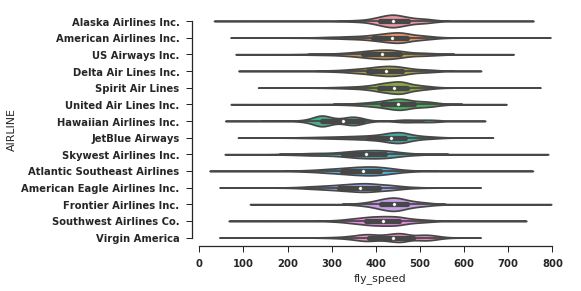 Alaska Airlines Inc.
American Airlines Inc.
US Airways Inc.
Delta Air Lines Inc.
Spirit Air Lines
United Air Lines Inc.
Hawaiian Airlines Inc.
JetBlue Airways
Skywest Airlines Inc.
Atlantic Southeast Airlines
American Eagle Airlines Inc.
Frontier Airlines Inc.
Southwest Airlines Co.
Virgin America
AIRLINE
0 100 200 300 400 500 600 700 800
fly_speed